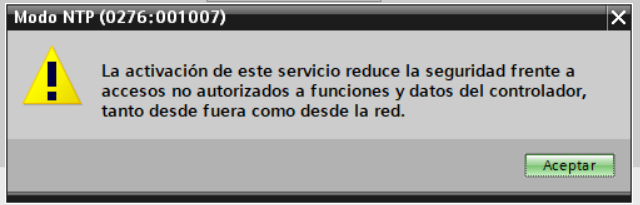 Modo NTP (0276:001007)
La activación de este servicio reduce la seguridad frente a
accesos no autorizados a funciones y datos del controlador,
tanto desde fuera como desde la red.
Aceptar